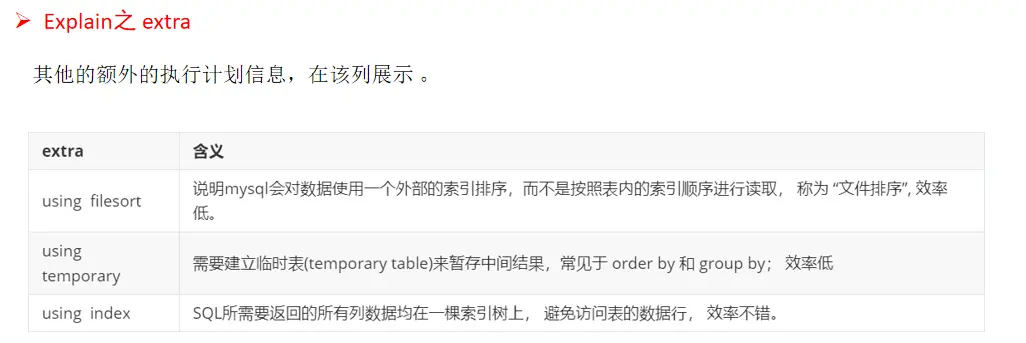 ➢ Explain之 extra
其他的额外的执行计划信息，在该列展示 。
extra 含义
using filesort 说明mysql会对数据使用一个外部的索引排序，而不是按照表内的索引顺序进行读取， 称为 “文件排序”, 效率
低。
using
temporary
需要建立临时表(temporary table)来暂存中间结果，常见于 order by 和 group by； 效率低
using index SQL所需要返回的所有列数据均在一棵索引树上， 避免访问表的数据行， 效率不错。